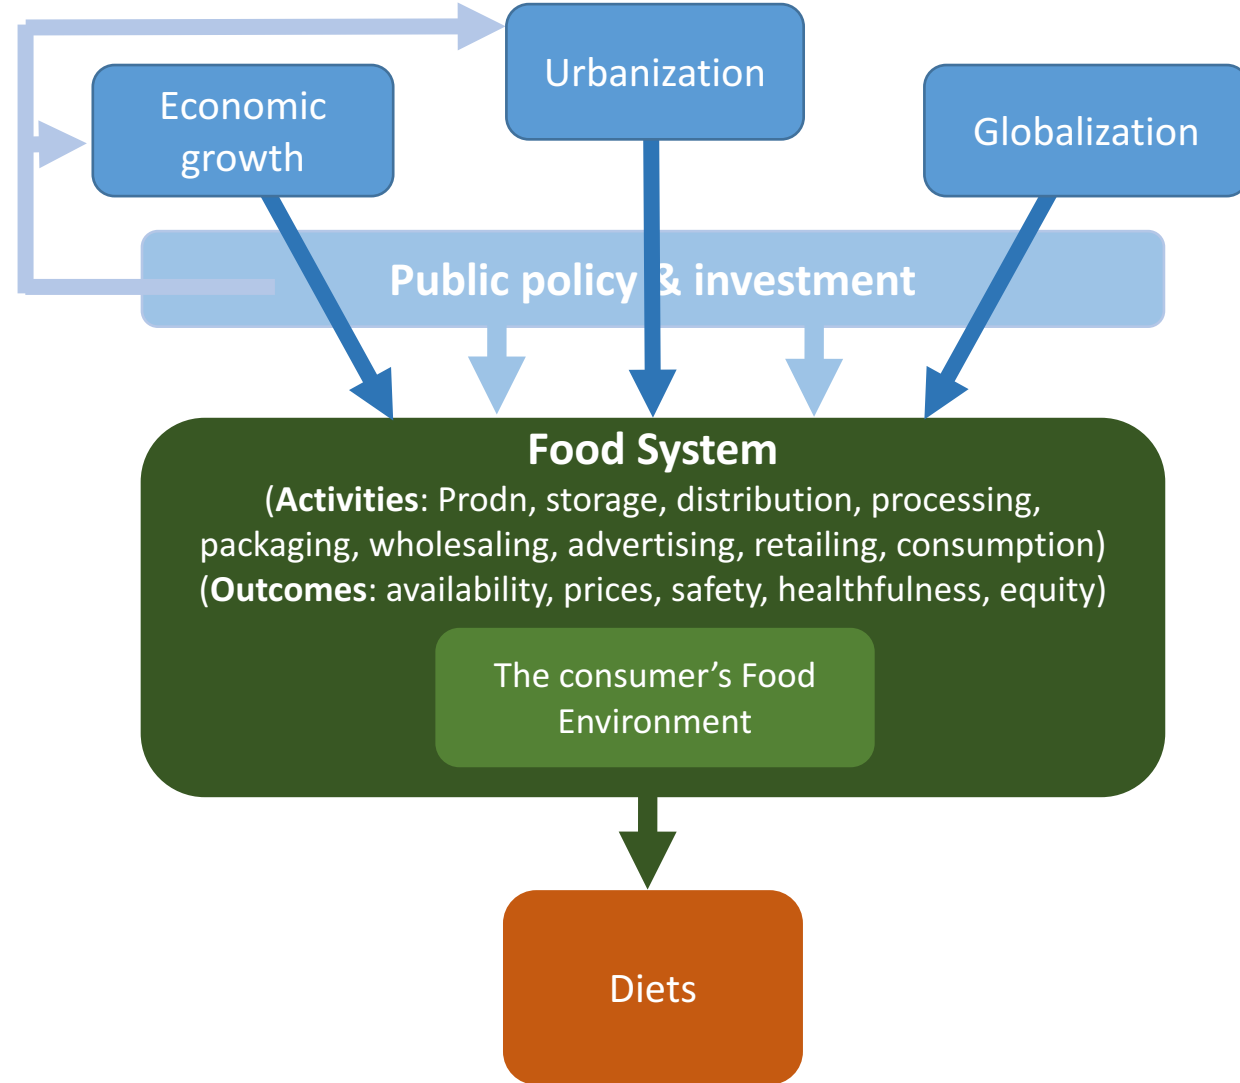 Urbanization
Economic
growth
Globalization
Public policy & investment
Food System
(Activities: Prodn, storage, distribution, processing,
packaging, wholesaling, advertising, retailing, consumption)
(Outcomes: availability, prices, safety, healthfulness, equity)
The consumer’s Food
Environment
Diets